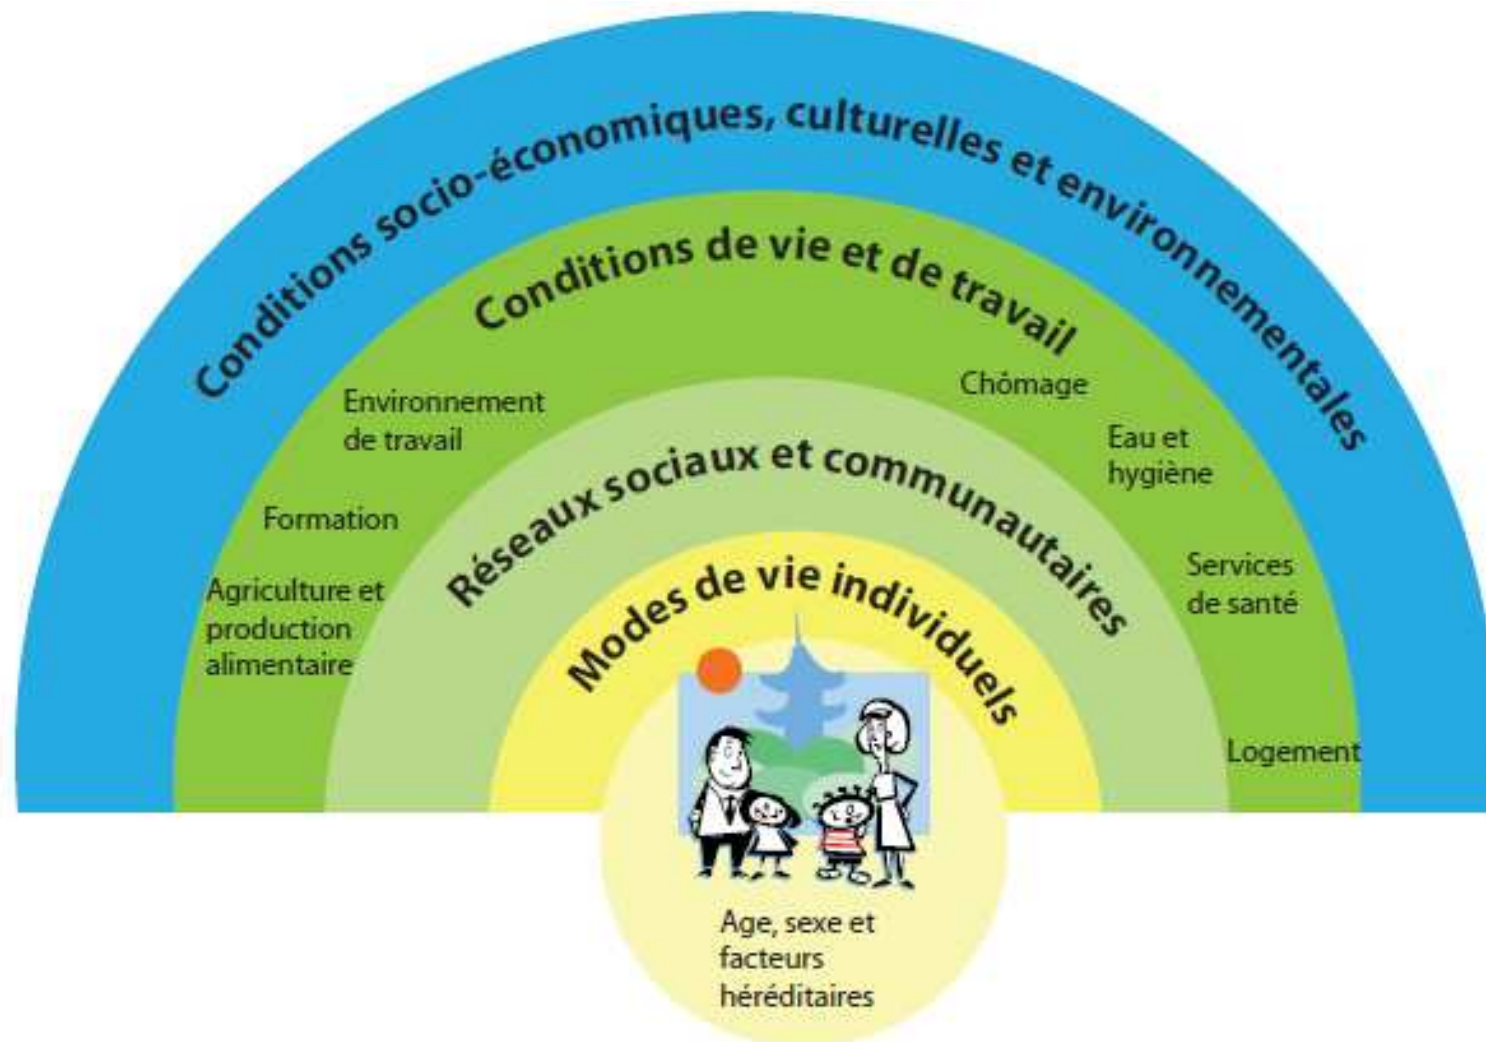 Conditions socio-économiques, culturelles et environnementales
Conditions de vie et de travail
Environnement
de travail
Formation
Agriculture et
production
alimentaire
Chômage
Eau et
hygiène
Services
de santé
Logement
Réseaux sociaux et communautaires
Modes de vie individuels
Age, sexe et
facteurs
héréditaires